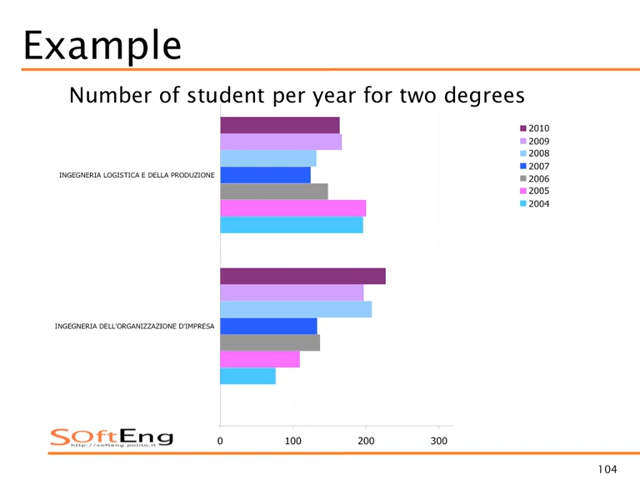 Example
Number of student per year for two degrees
2010
2009
2008
2007
2006
2005
2004
INGEGNERIA LOGISTICA E DELLA PRODUZIONE
INGEGNERIA DELL'ORGANIZZAZIONE D'IMPRESA
0 100 200 300
SOftEng
http://softeng.polito.it
104